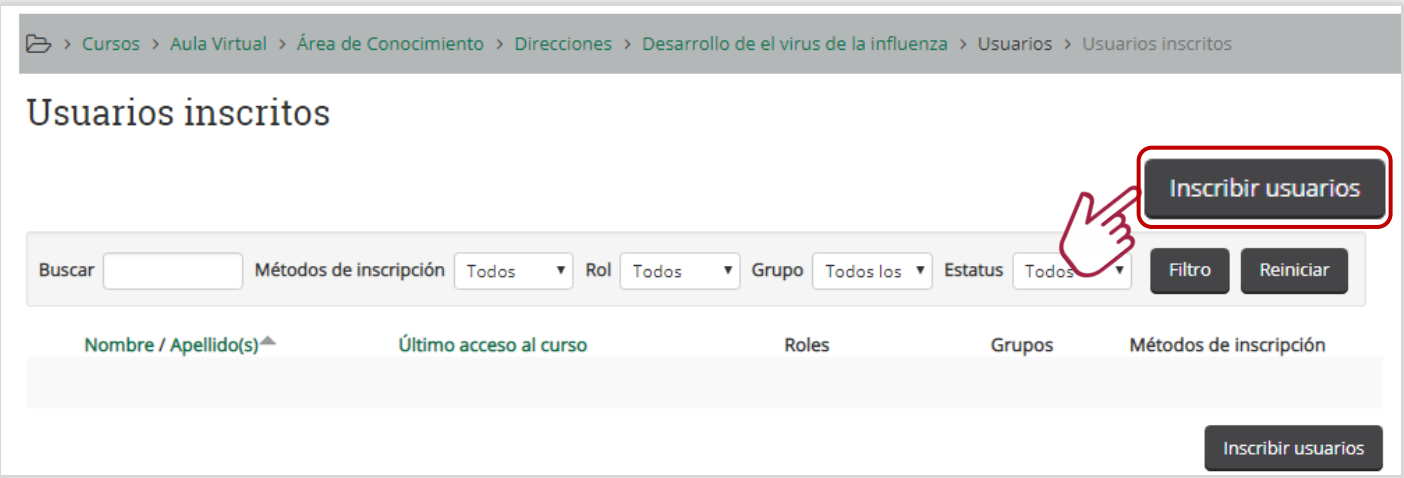 > Cursos > Aula Virtual > Área de Conocimiento > Direcciones > Desarrollo de el virus de la influenza > Usuarios > Usuarios inscritos
Usuarios inscritos
Inscribir usuarios
Buscar Métodos de inscripción Todos Rol Todos Grupo Todos los Estatus Todos Filtro Reiniciar
Nombre / Apellido(s) Último acceso al curso Roles Grupos Métodos de inscripción
Inscribir usuarios